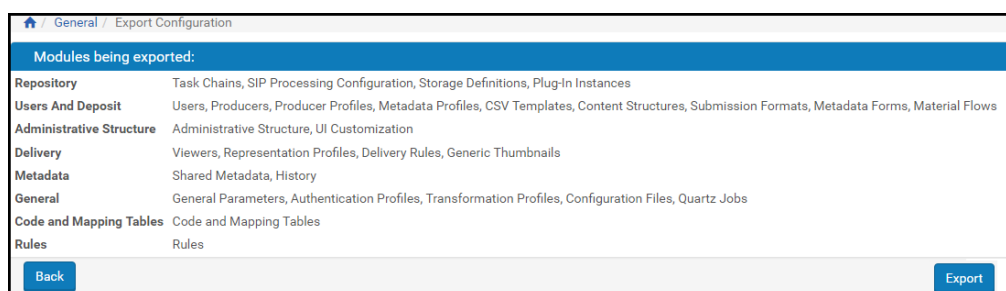 / General / Export Configuration
Modules being exported:
Repository Task Chains, SIP Processing Configuration, Storage Definitions, Plug-In Instances
Users And Deposit Users, Producers, Producer Profiles, Metadata Profiles, CSV Templates, Content Structures, Submission Formats, Metadata Forms, Material Flows
Administrative Structure Administrative Structure, UI Customization
Delivery Viewers, Representation Profiles, Delivery Rules, Generic Thumbnails
Metadata Shared Metadata, History
General General Parameters, Authentication Profiles, Transformation Profiles, Configuration Files, Quartz Jobs
Code and Mapping Tables Code and Mapping Tables
Rules Rules
Back Export